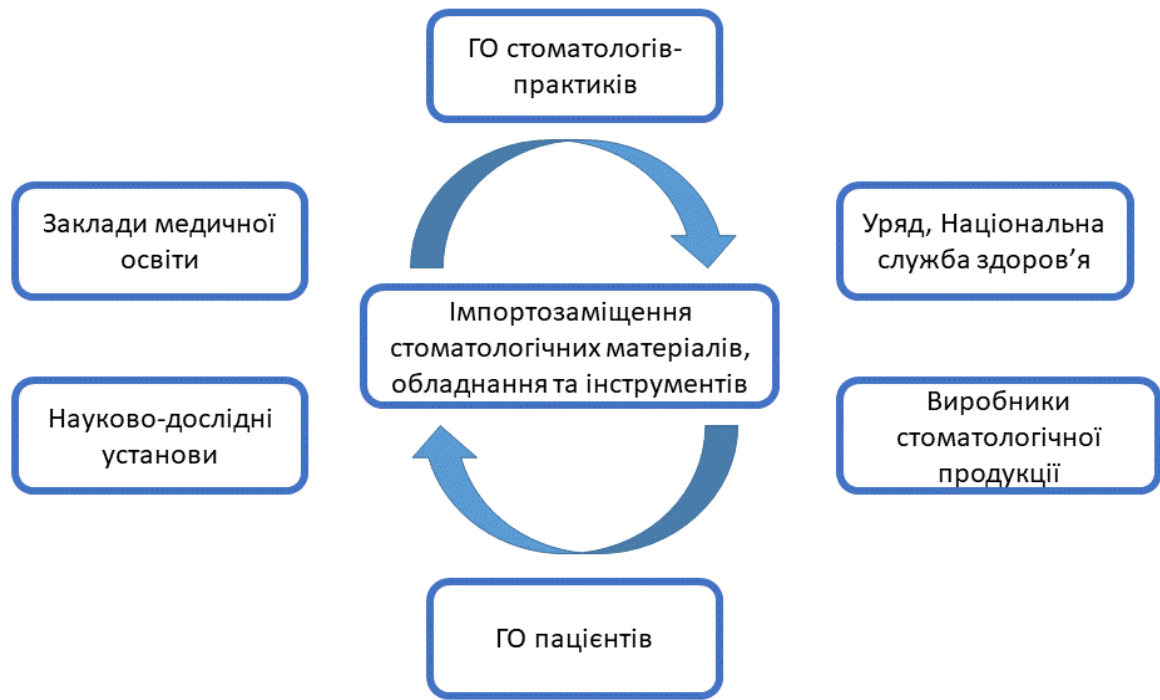 ГО стоматологів-
практиків
Заклади медичної
освіти
Уряд, Національна
служба здоров’я
Імпортозаміщення
стоматологічних матеріалів,
обладнання та інструментів
Науково-дослідні
установи
Виробники
стоматологічної
продукції
ГО пацієнтів